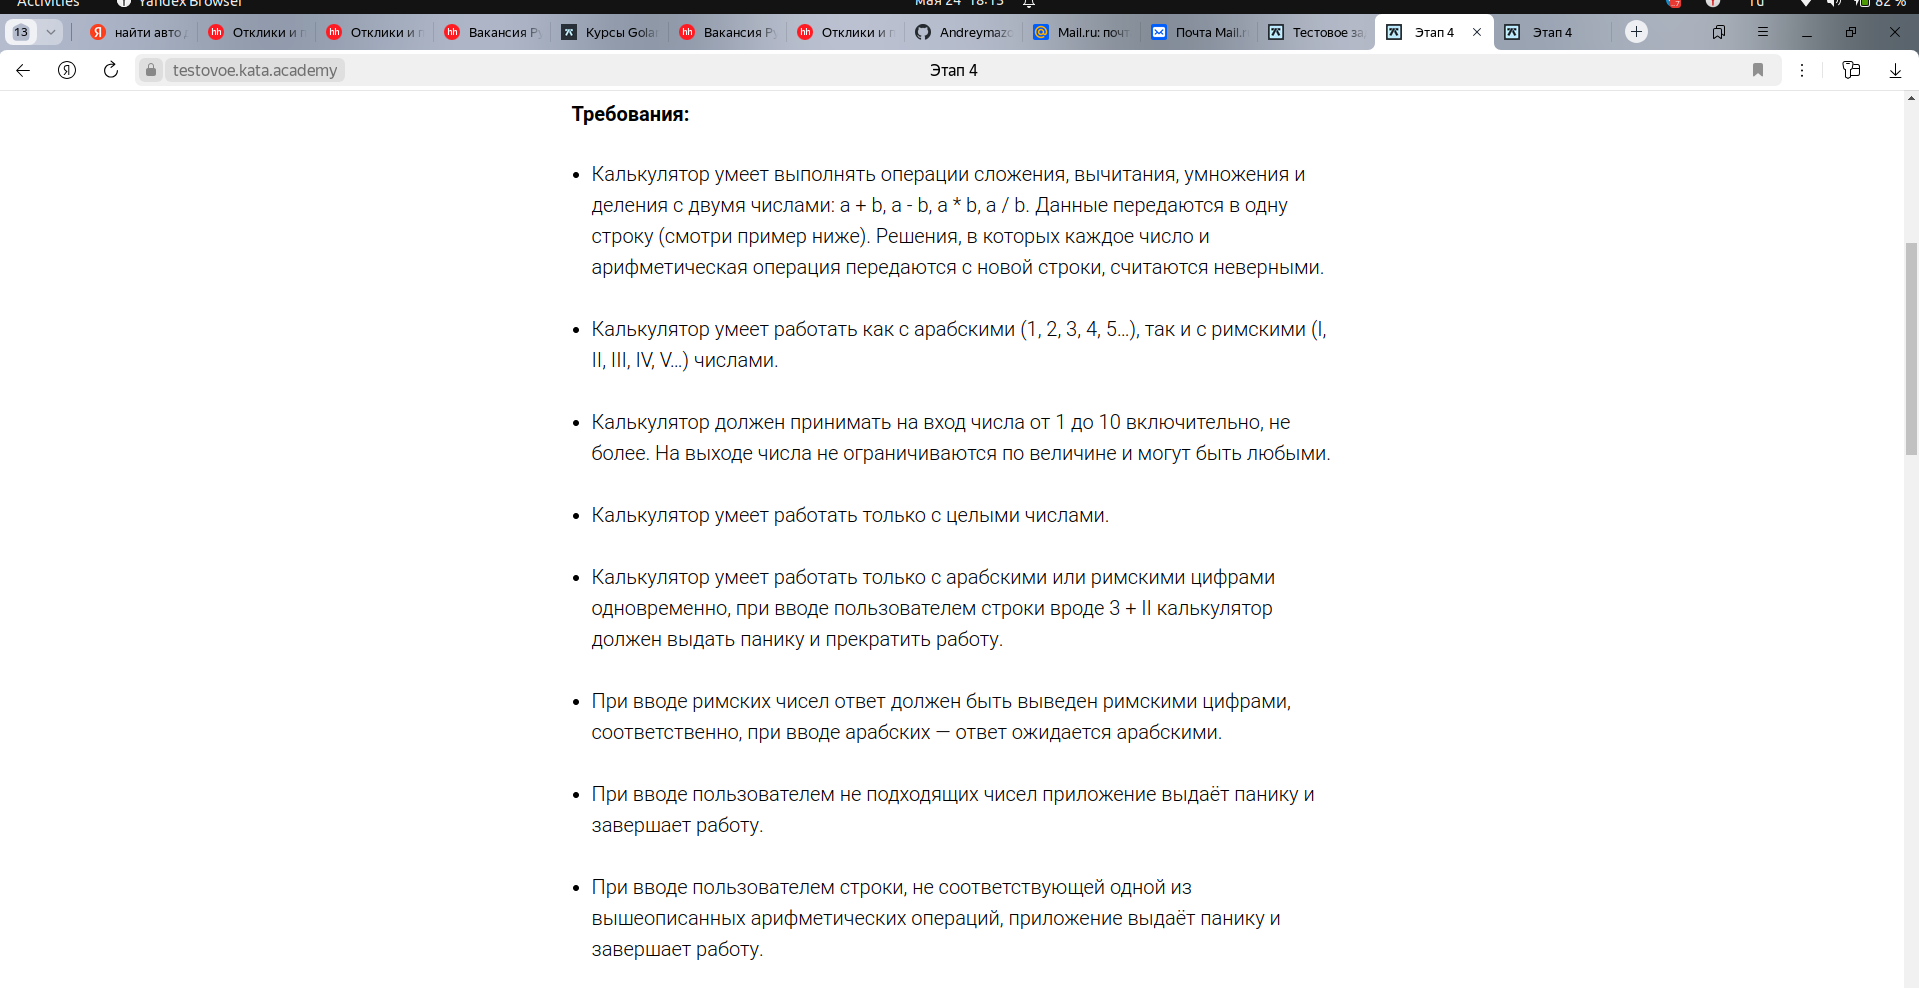 Activities Yandex Browser мая 24 18:13 ru 82 %
13 найти авто Отклики и Отклики и Вакансия Курсы Golan Вакансия Отклики и Andreymazo Mail.ru: почт Почта Mail.r Тестовое за Этап 4 Этап 4
testovoe.kata.academy Этап 4
Требования:
• Калькулятор умеет выполнять операции сложения, вычитания, умножения и
деления с двумя числами: a + b, a - b, a * b, a / b. Данные передаются в одну
строку (смотри пример ниже). Решения, в которых каждое число и
арифметическая операция передаются с новой строки, считаются неверными.
• Калькулятор умеет работать как с арабскими (1, 2, 3, 4, 5…), так и с римскими (I,
II, III, IV, V…) числами.
• Калькулятор должен принимать на вход числа от 1 до 10 включительно, не
более. На выходе числа не ограничиваются по величине и могут быть любыми.
• Калькулятор умеет работать только с целыми числами.
• Калькулятор умеет работать только с арабскими или римскими цифрами
одновременно, при вводе пользователем строки вроде 3 + II калькулятор
должен выдать панику и прекратить работу.
• При вводе римских чисел ответ должен быть выведен римскими цифрами,
соответственно, при вводе арабских — ответ ожидается арабскими.
• При вводе пользователем не подходящих чисел приложение выдаёт панику и
завершает работу.
• При вводе пользователем строки, не соответствующей одной из
вышеописанных арифметических операций, приложение выдаёт панику и
завершает работу.